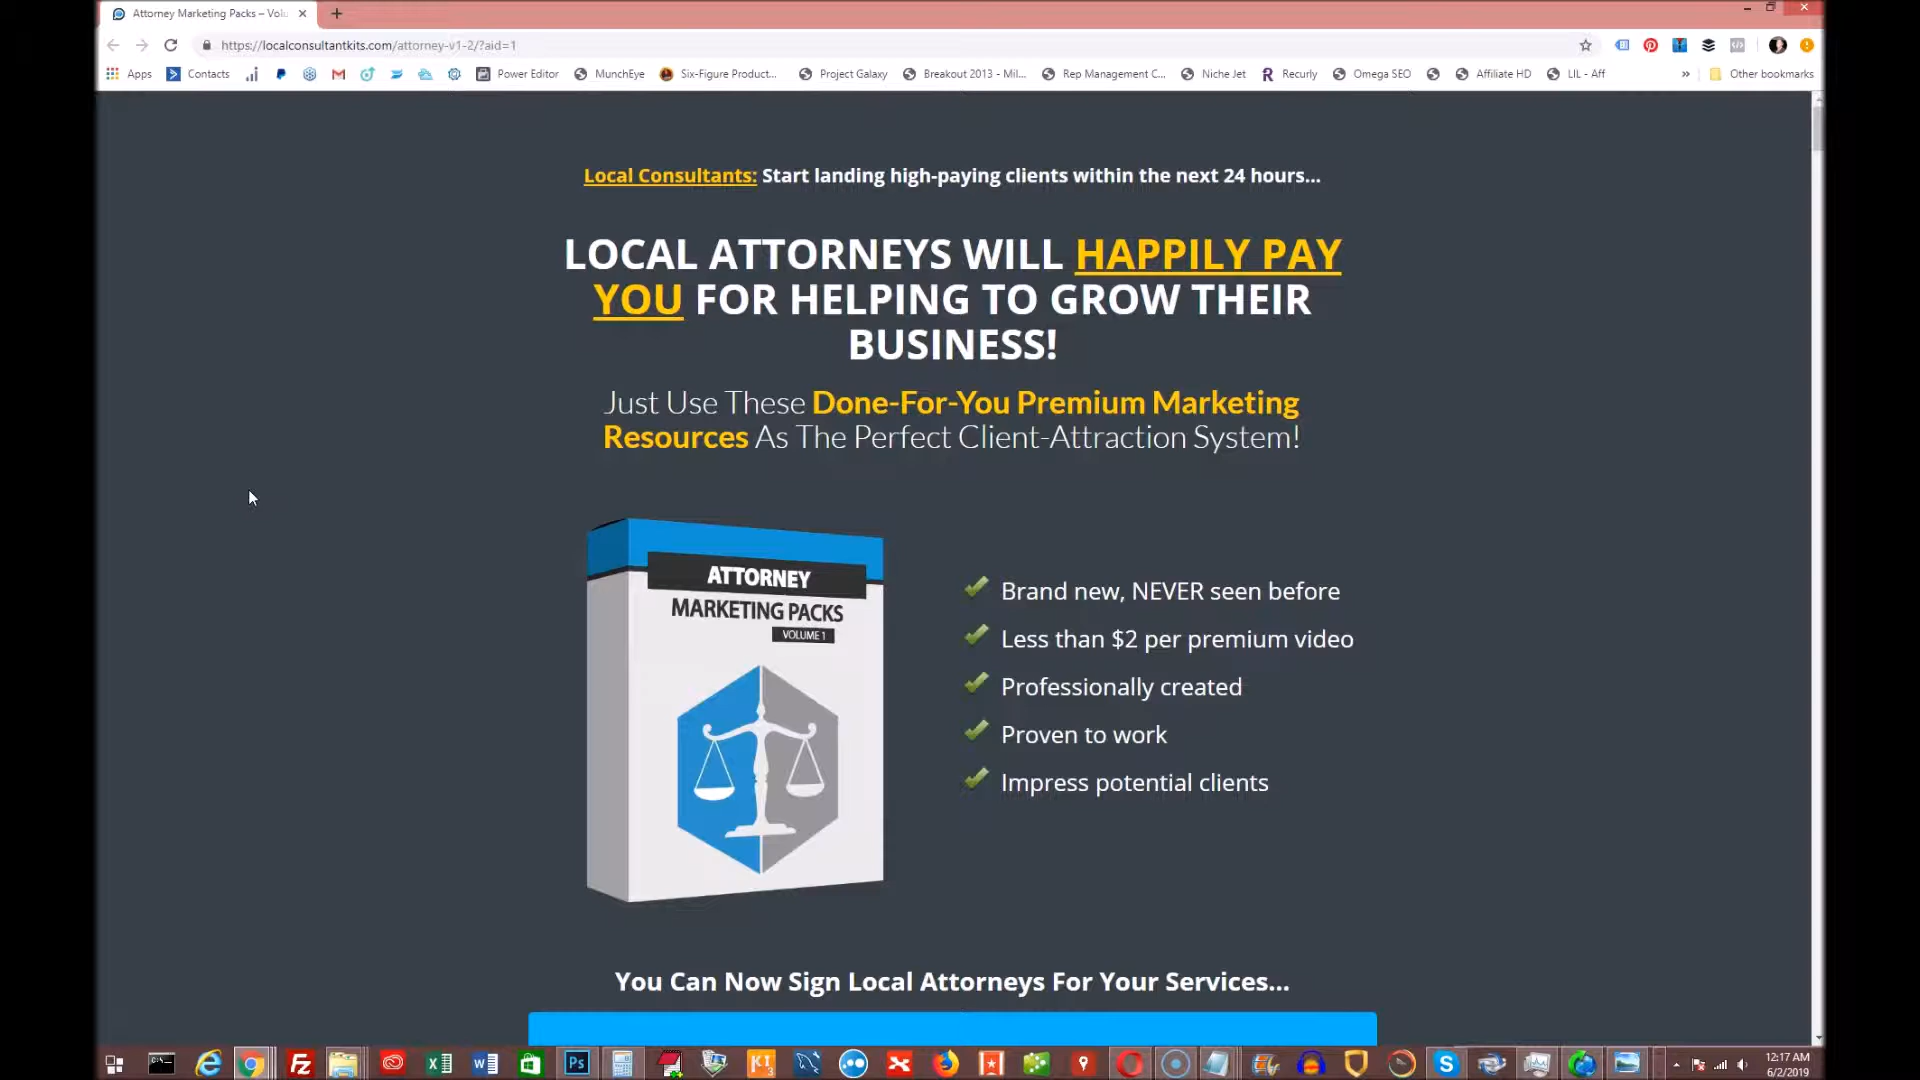 Attorney Marketing Packs – Volu
https://localconsultantkits.com/attorney-v1-2/?aid=1
Apps Contacts Power Editor MunchEye Six-Figure Product... Project Galaxy Breakout 2013 - Mil... Rep Management C... Niche Jet Recurly Omega SEO Affiliate HD LIL - Aff » Other bookmarks
Local Consultants: Start landing high-paying clients within the next 24 hours...
LOCAL ATTORNEYS WILL HAPPILY PAY
YOU FOR HELPING TO GROW THEIR
BUSINESS!
Just Use These Done-For-You Premium Marketing
Resources As The Perfect Client-Attraction System!
ATTORNEY
MARKETING PACKS
VOLUME 1
Brand new, NEVER seen before
Less than $2 per premium video
Professionally created
Proven to work
Impress potential clients
You Can Now Sign Local Attorneys For Your Services...
12:17 AM
6/2/2019